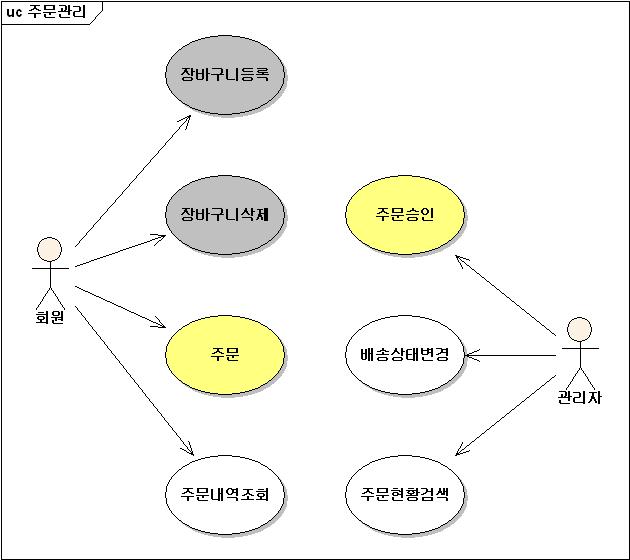 uc 주문관리
장바구니등록
장바구니삭제
주문승인
회원
주문
배송상태변경
관리자
주문내역조회
주문현황검색